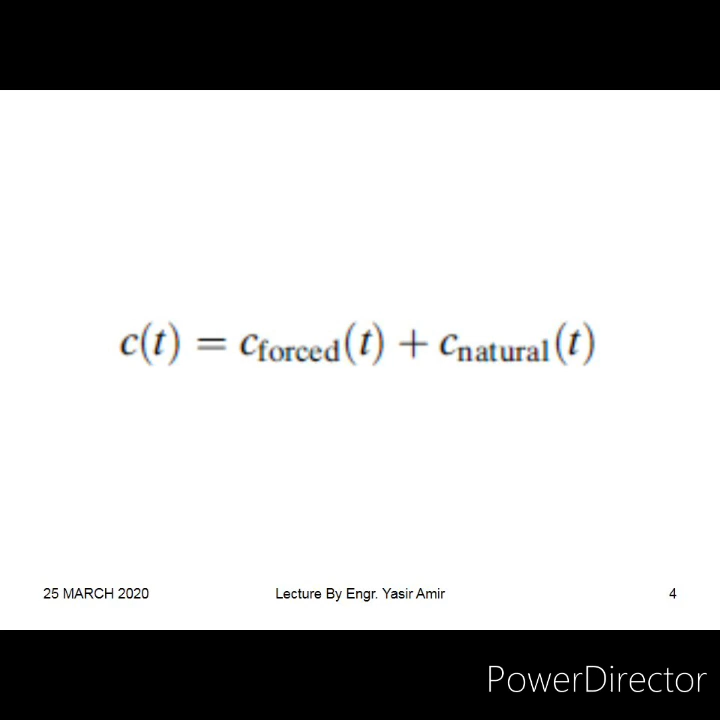 c(t) = c_forced(t) + c_natural(t)
25 MARCH 2020
Lecture By Engr. Yasir Amir
4
PowerDirector